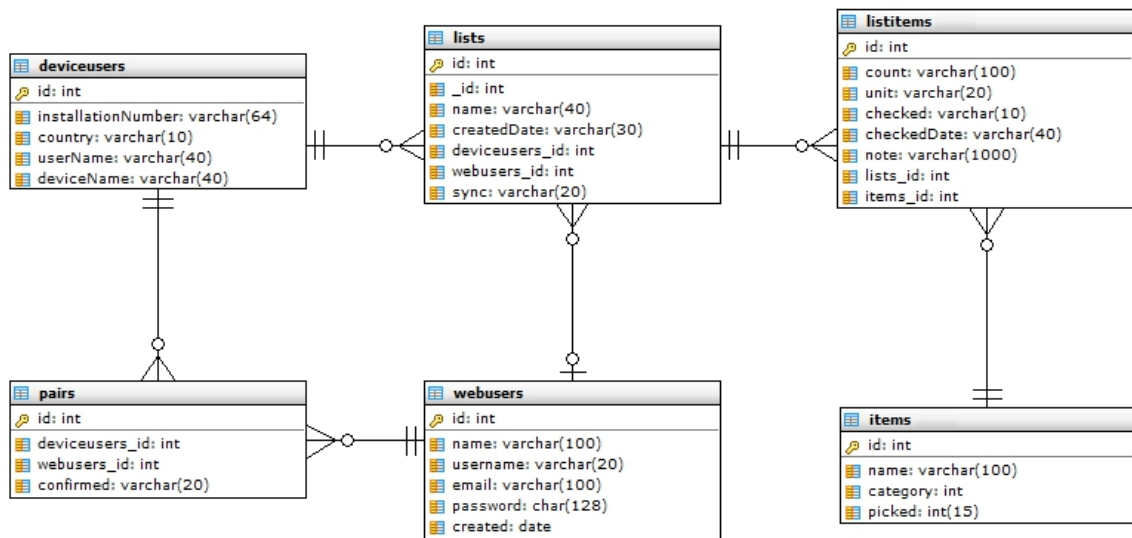 deviceusers
id: int
installationNumber: varchar(64)
country: varchar(10)
userName: varchar(40)
deviceName: varchar(40)
lists
id: int
_id: int
name: varchar(40)
createdDate: varchar(30)
deviceusers_id: int
webusers_id: int
sync: varchar(20)
listitems
id: int
count: varchar(100)
unit: varchar(20)
checked: varchar(10)
checkedDate: varchar(40)
note: varchar(1000)
lists_id: int
items_id: int
pairs
id: int
deviceusers_id: int
webusers_id: int
confirmed: varchar(20)
webusers
id: int
name: varchar(100)
username: varchar(20)
email: varchar(100)
password: char(128)
created: date
items
id: int
name: varchar(100)
category: int
picked: int(15)